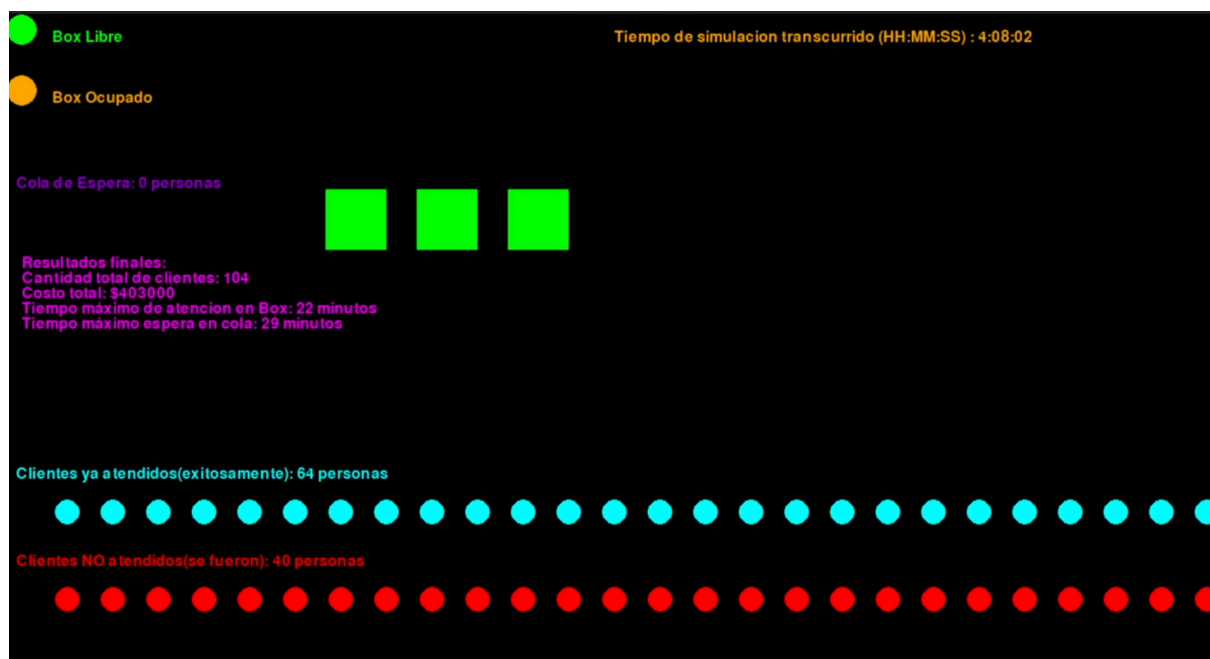 Box Libre
Tiempo de simulacion transcurrido (HH:MM:SS) : 4:08:02
Box Ocupado
Cola de Espera: 0 personas
Resultados finales:
Cantidad total de clientes: 104
Costo total: $403000
Tiempo máximo de atencion en Box: 22 minutos
Tiempo máximo espera en cola: 29 minutos
Clientes ya atendidos(exitosamente): 64 personas
Clientes NO atendidos(se fueron): 40 personas